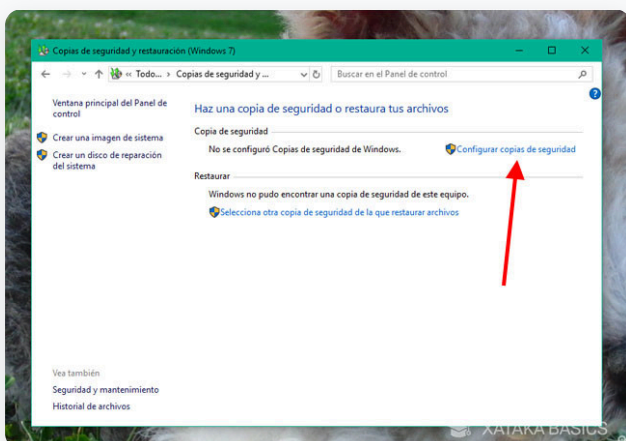 Copias de seguridad y restauración (Windows 7)
« Todo... > Copias de seguridad y ...
Buscar en el Panel de control
Ventana principal del Panel de
control
Crear una imagen de sistema
Crear un disco de reparación
del sistema
Haz una copia de seguridad o restaura tus archivos
Copia de seguridad
No se configuró Copias de seguridad de Windows.
Configurar copias de seguridad
Restaurar
Windows no pudo encontrar una copia de seguridad de este equipo.
Selecciona otra copia de seguridad de la que restaurar archivos
Vea también
Seguridad y mantenimiento
Historial de archivos
XATAKA BASICS